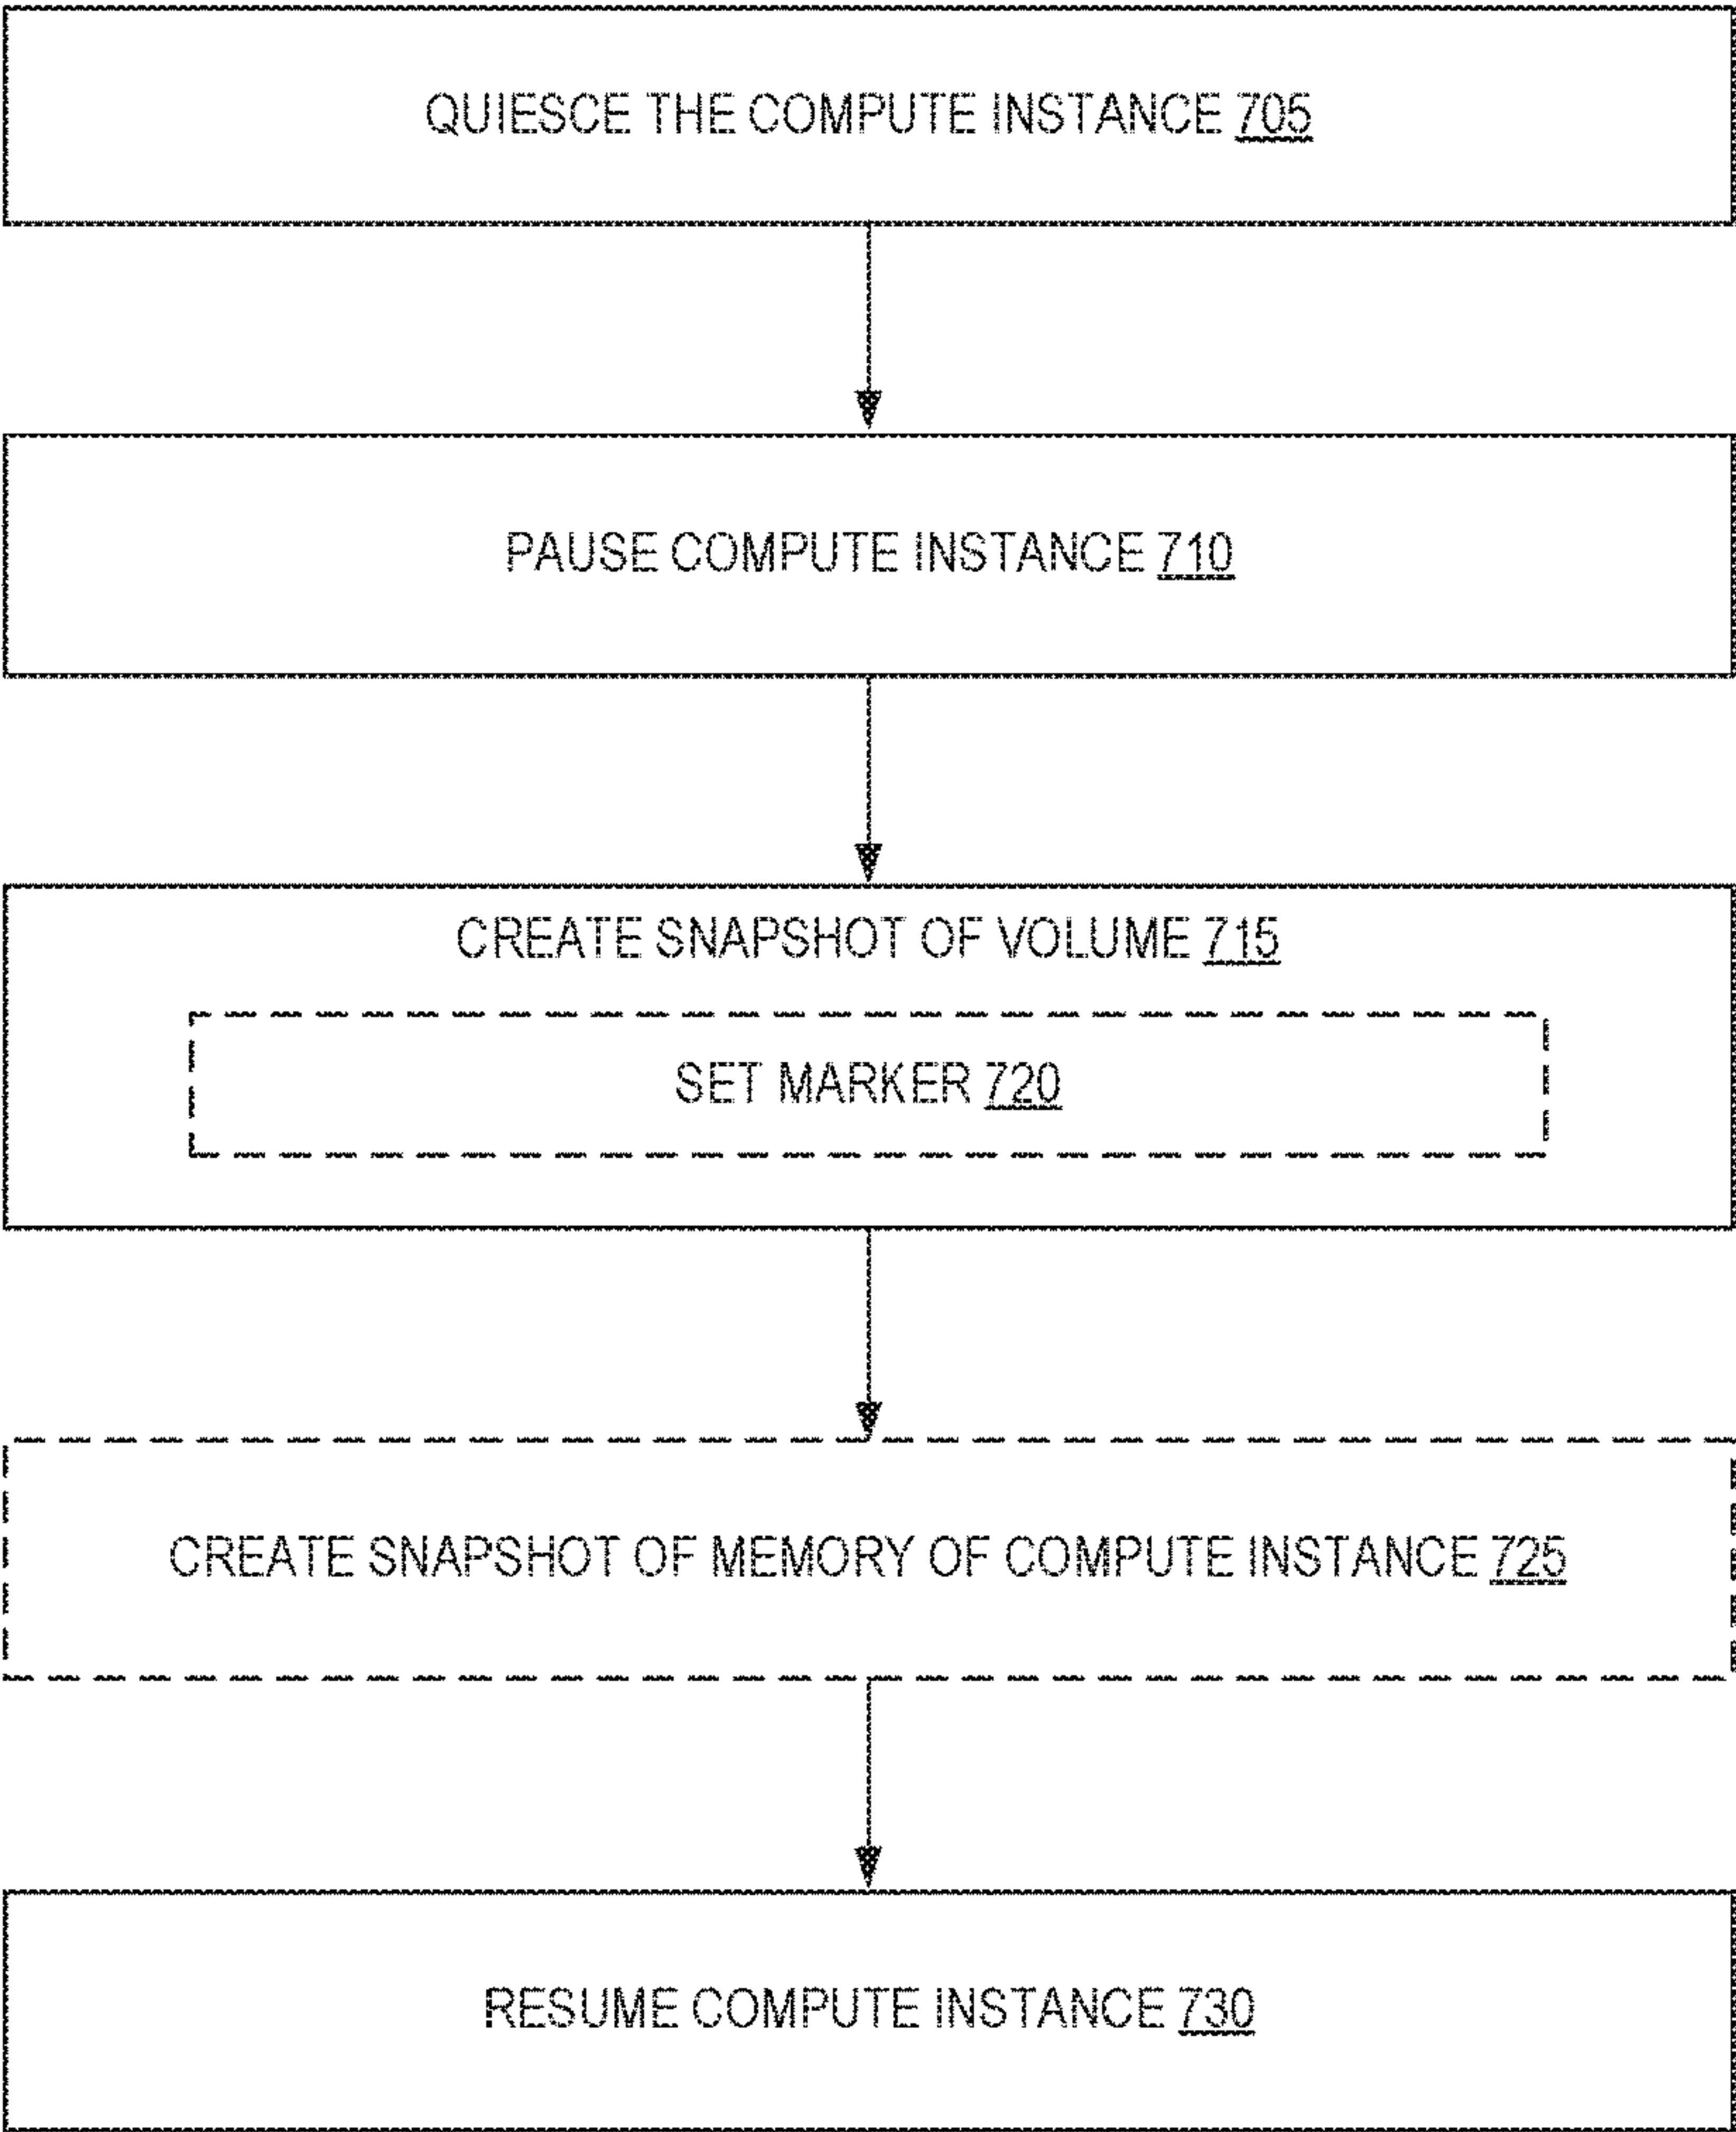 QUIESCE THE COMPUTE INSTANCE 705
PAUSE COMPUTE INSTANCE 710
CREATE SNAPSHOT OF VOLUME 715
SET MARKER 720
CREATE SNAPSHOT OF MEMORY OF COMPUTE INSTANCE 725
RESUME COMPUTE INSTANCE 730